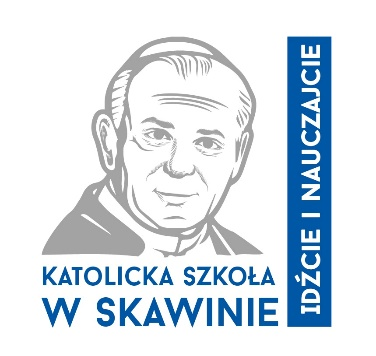 KATOLICKA SZKOŁA
W SKAWINIE
IDŹCIE I NAUCZAJCIE